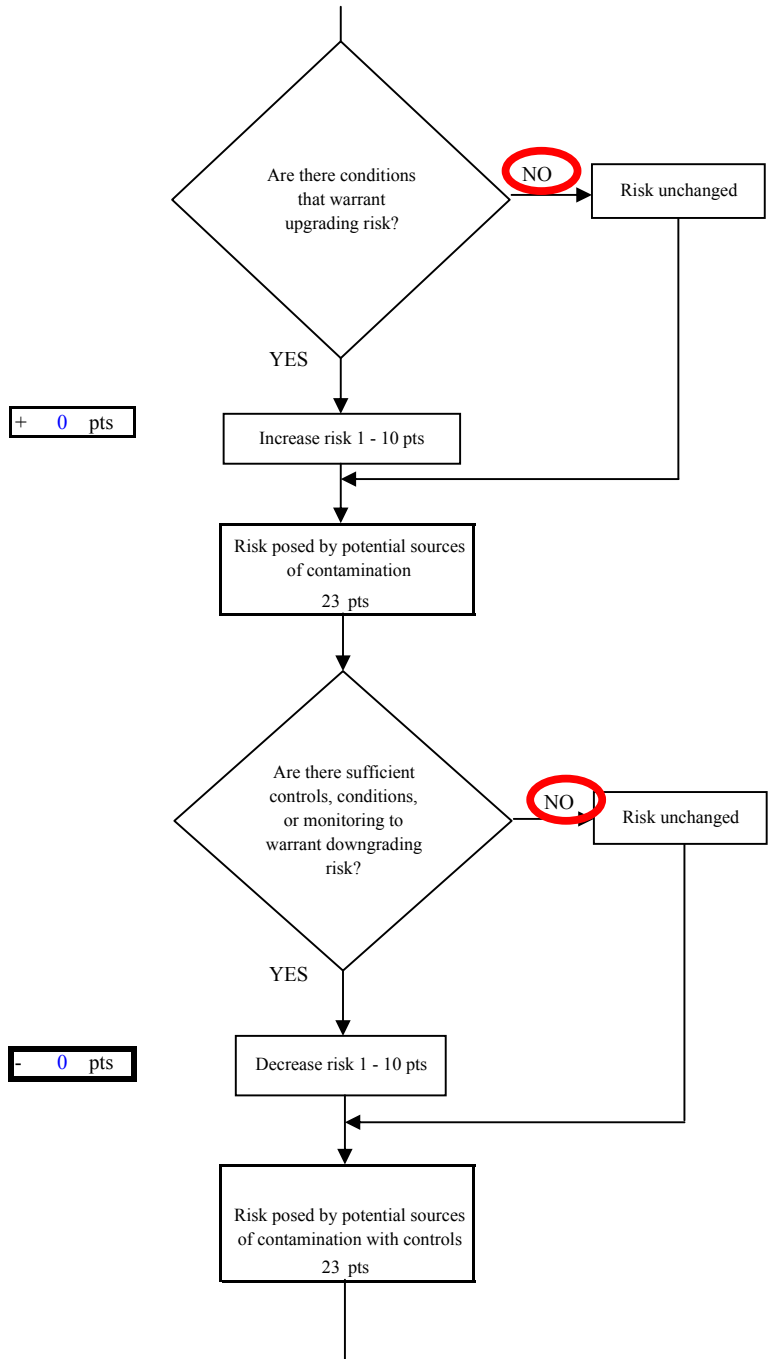 Are there conditions
that warrant
upgrading risk?
NO
Risk unchanged
YES
+ 0 pts
Increase risk 1 - 10 pts
Risk posed by potential sources
of contamination
23 pts
Are there sufficient
controls, conditions,
or monitoring to
warrant downgrading
risk?
NO
Risk unchanged
YES
- 0 pts
Decrease risk 1 - 10 pts
Risk posed by potential sources
of contamination with controls
23 pts